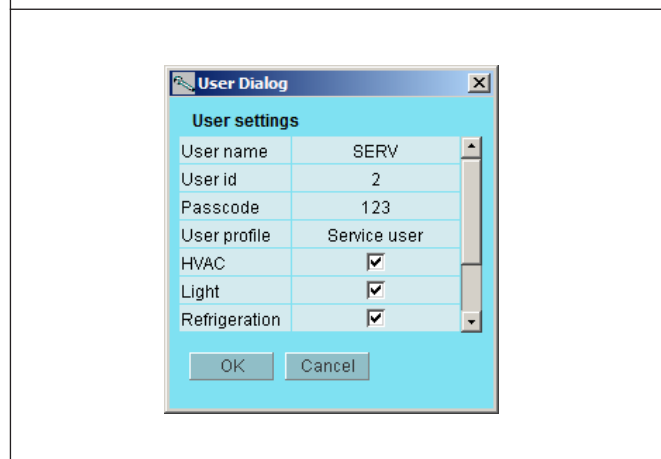 User Dialog
User settings
User name SERV
User id 2
Passcode 123
User profile Service user
HVAC
Light
Refrigeration
OK Cancel